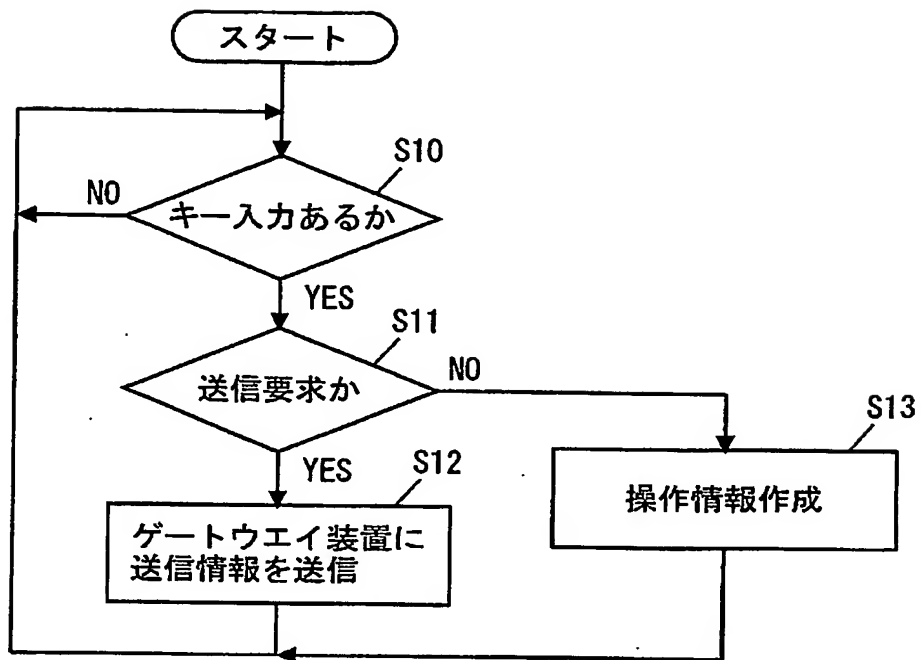 スタート
S10
NO
キー入力あるか
YES
S11
送信要求か
NO
S13
YES
S12
操作情報作成
ゲートウエイ装置に
送信情報を送信